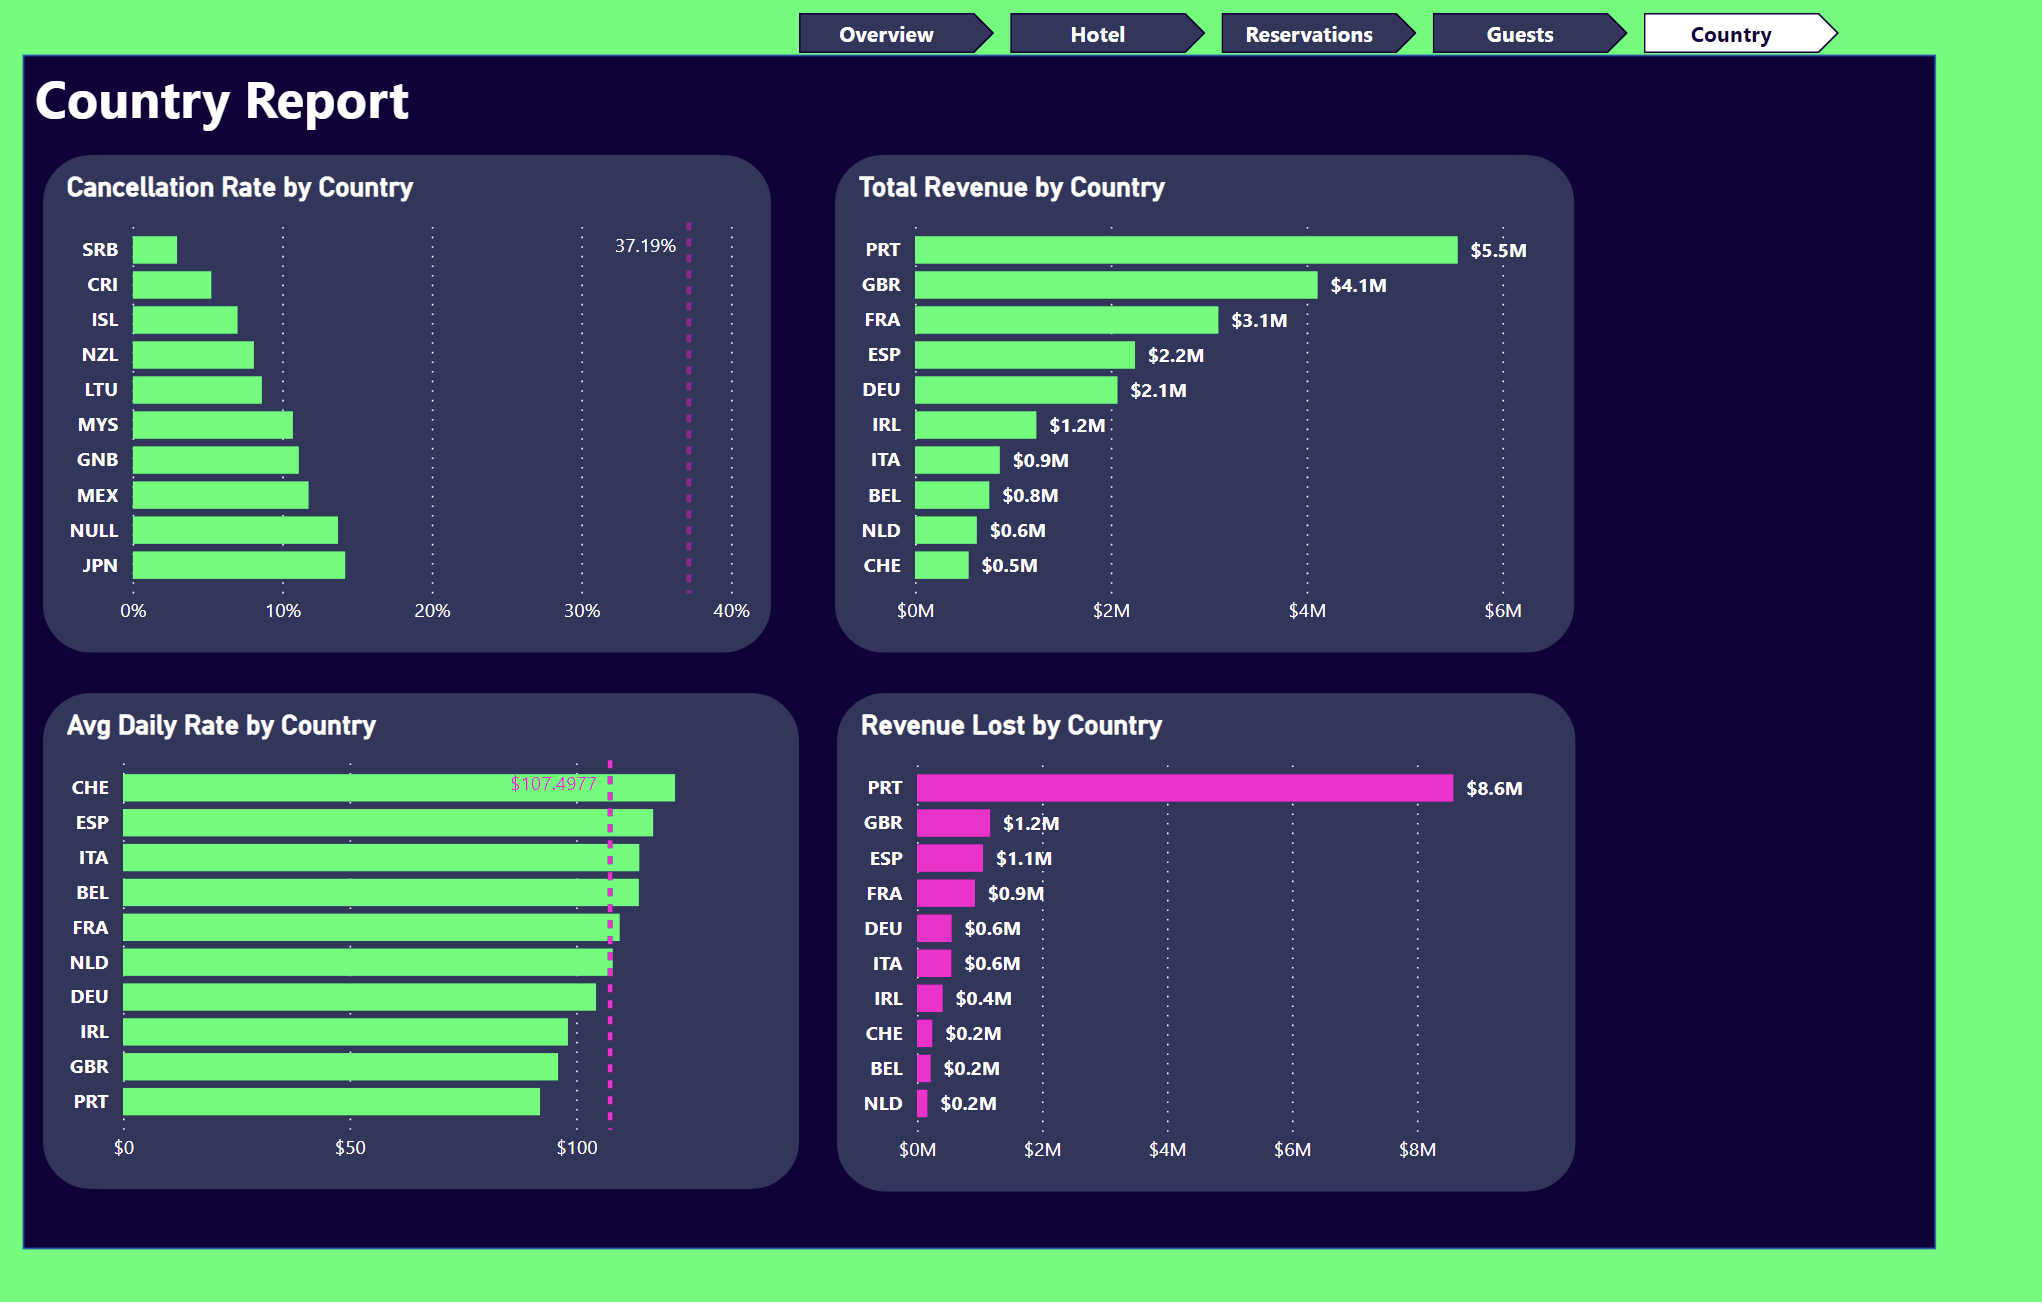 Overview Hotel Reservations Guests Country
Country Report
Cancellation Rate by Country
37.19%
SRB
CRI
ISL
NZL
LTU
MYS
GNB
MEX
NULL
JPN
0% 10% 20% 30% 40%
Total Revenue by Country
PRT $5.5M
GBR $4.1M
FRA $3.1M
ESP $2.2M
DEU $2.1M
IRL $1.2M
ITA $0.9M
BEL $0.8M
NLD $0.6M
CHE $0.5M
$0M $2M $4M $6M
Avg Daily Rate by Country
CHE $107.4977
ESP
ITA
BEL
FRA
NLD
DEU
IRL
GBR
PRT
$0 $50 $100
Revenue Lost by Country
PRT $8.6M
GBR $1.2M
ESP $1.1M
FRA $0.9M
DEU $0.6M
ITA $0.6M
IRL $0.4M
CHE $0.2M
BEL $0.2M
NLD $0.2M
$0M $2M $4M $6M $8M